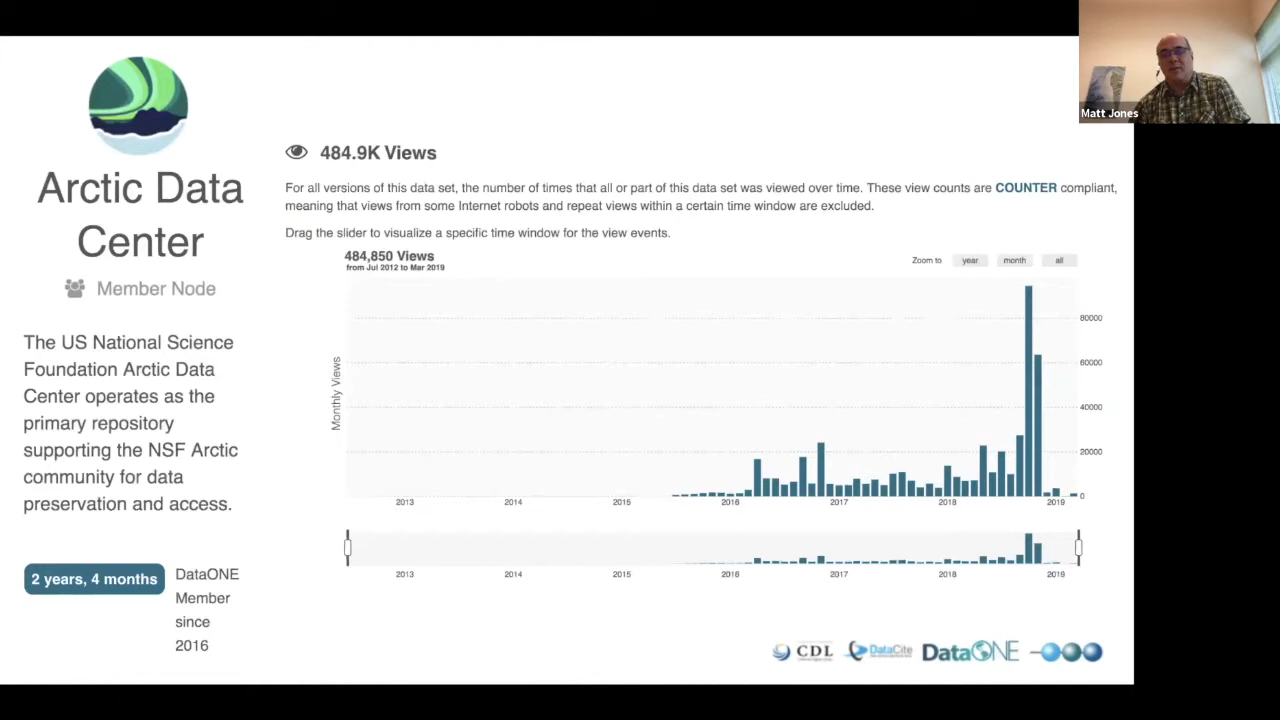 Matt Jones
Arctic Data
Center
Member Node
The US National Science
Foundation Arctic Data
Center operates as the
primary repository
supporting the NSF Arctic
community for data
preservation and access.
2 years, 4 months
DataONE
Member
since
2016
484.9K Views
For all versions of this data set, the number of times that all or part of this data set was viewed over time. These view counts are COUNTER compliant,
meaning that views from some Internet robots and repeat views within a certain time window are excluded.
Drag the slider to visualize a specific time window for the view events.
484,850 Views
from Jul 2012 to Mar 2019
Zoom to year month all
Monthly Views
80000
60000
40000
20000
0
2013 2014 2015 2016 2017 2018 2019
2013 2014 2015 2016 2017 2018 2019
CDL DataCite DataONE